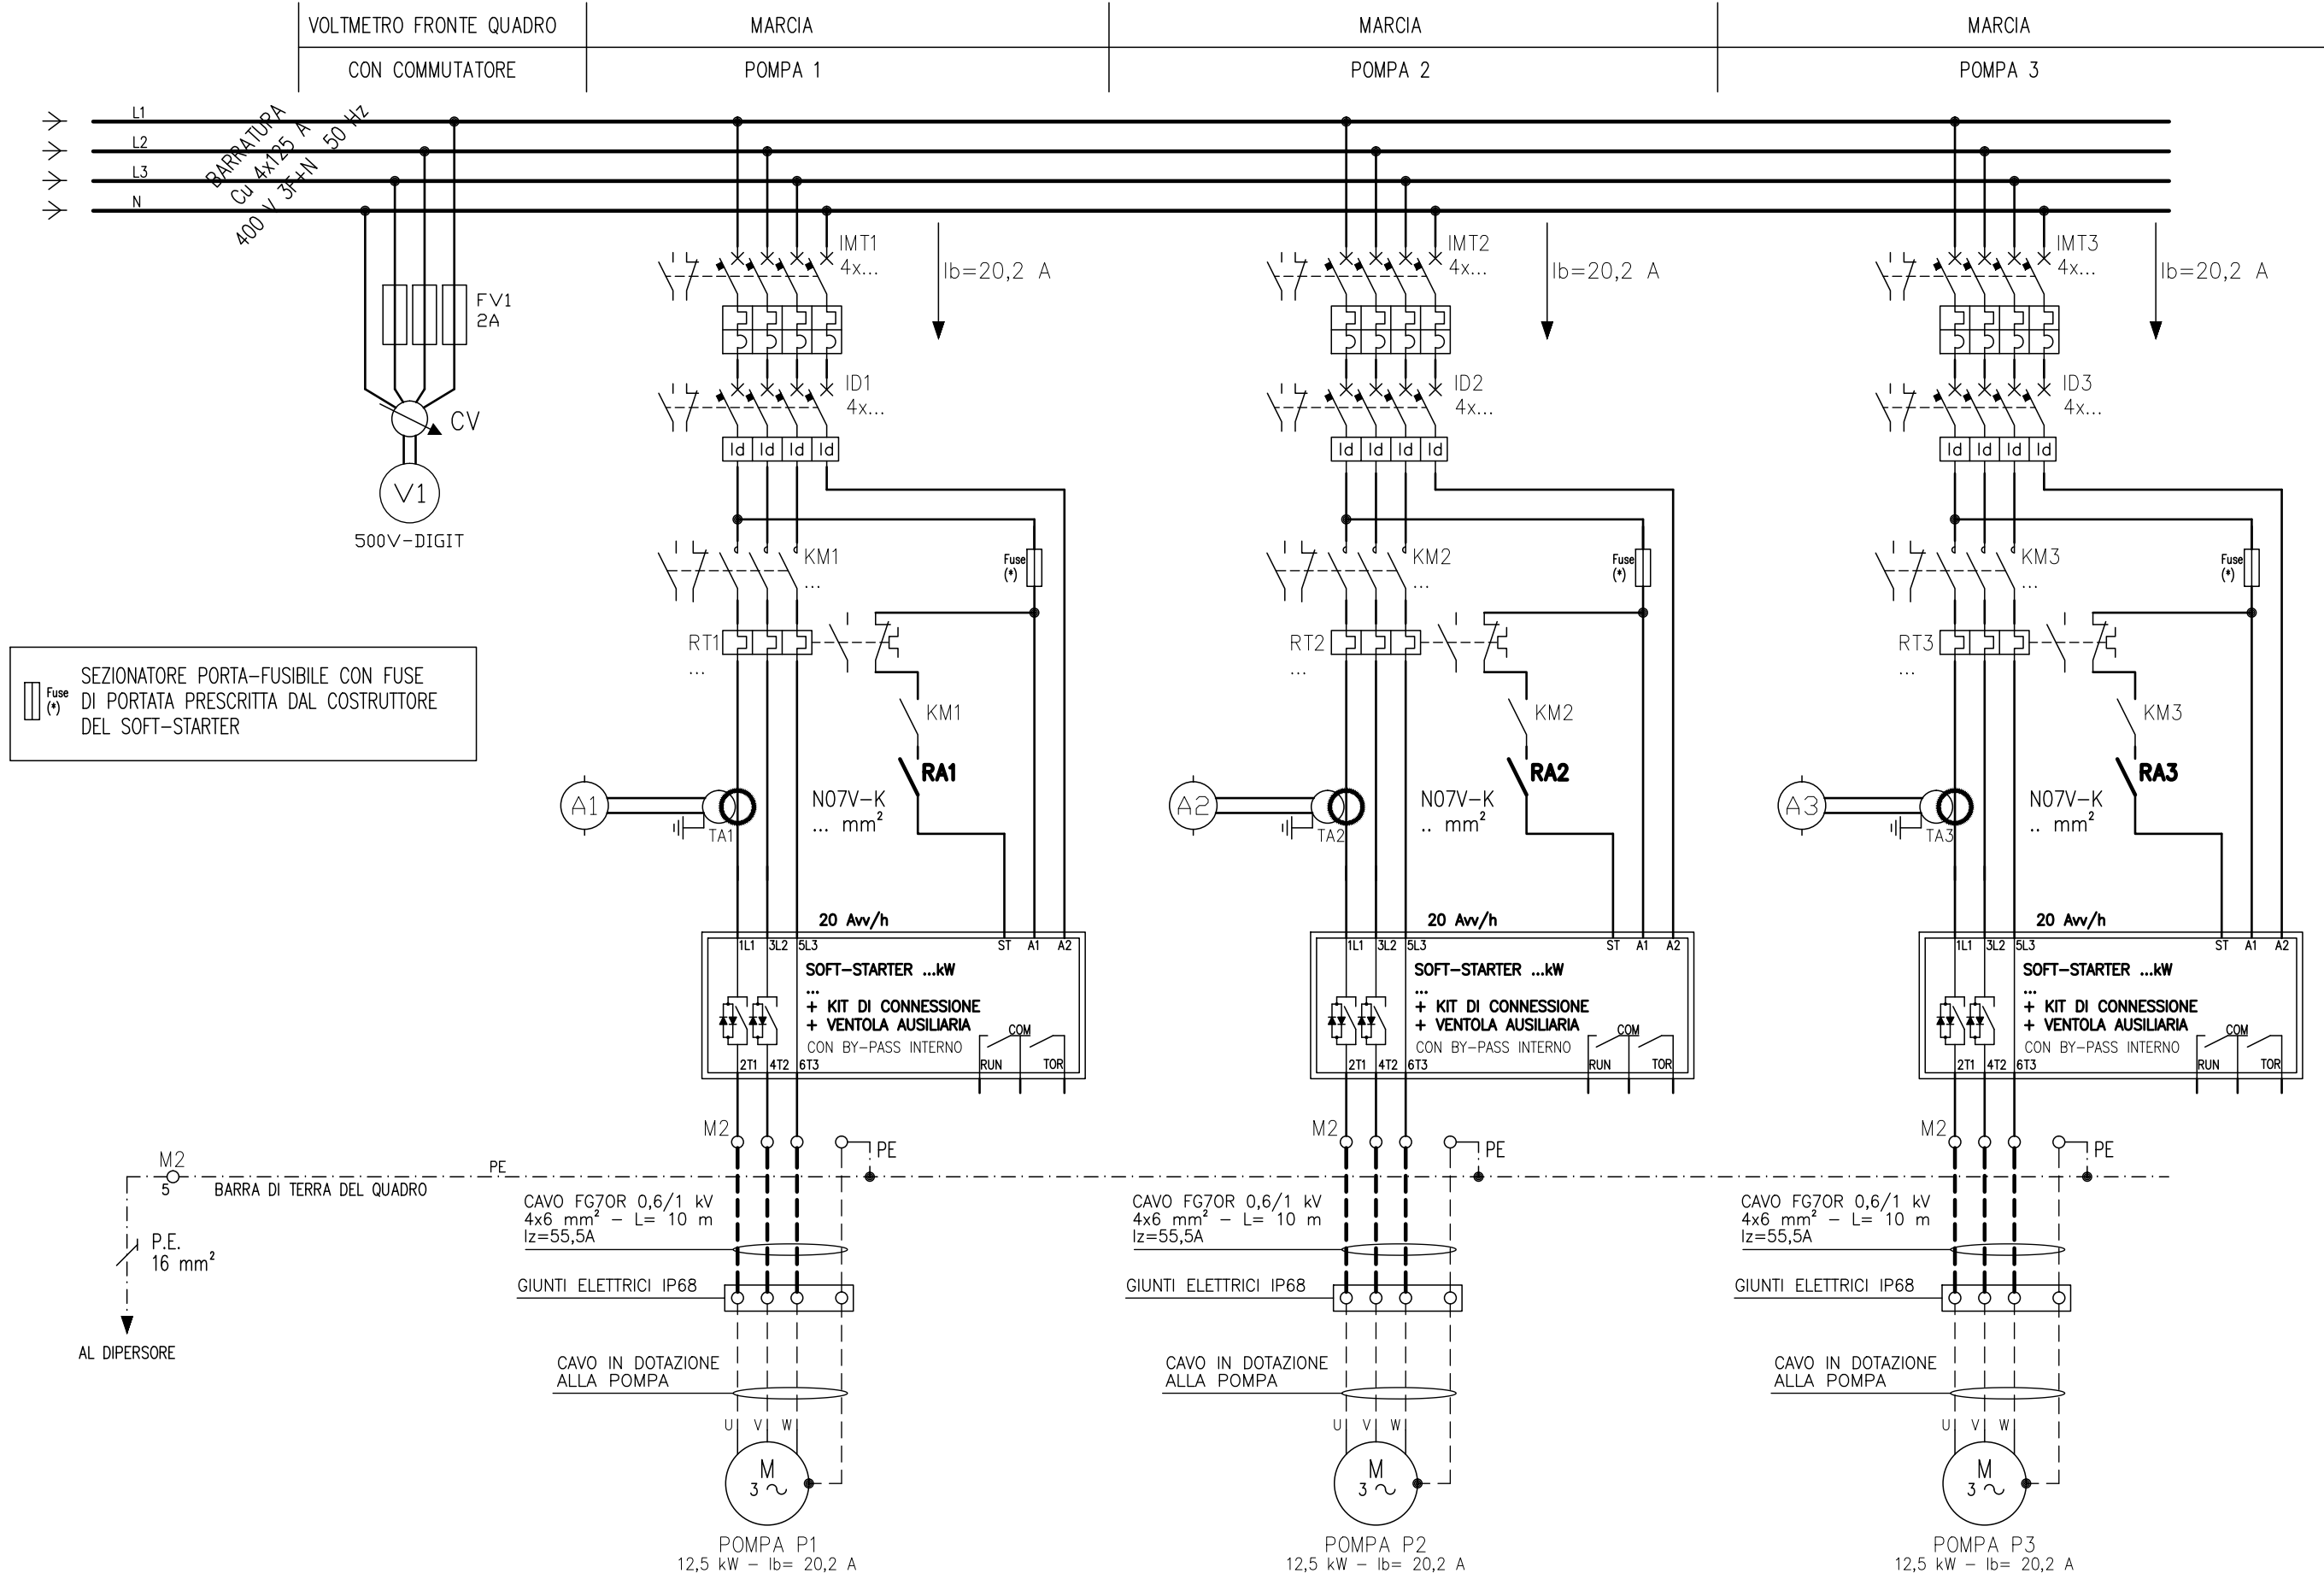 VOLTMETRO FRONTE QUADRO
CON COMMUTATORE
MARCIA
POMPA 1
MARCIA
POMPA 2
MARCIA
POMPA 3
L1
L2
L3
N
BARRATURA
Cu 4x125 A
400 V 3F+N 50 Hz
FV1
2A
CV
V1
500V-DIGIT
Fuse
(*)
SEZIONATORE PORTA-FUSIBILE CON FUSE
DI PORTATA PRESCRITTA DAL COSTRUTTORE
DEL SOFT-STARTER
IMT1
4x...
Ib=20,2 A
ID1
4x...
Id Id Id Id
KM1
...
Fuse
(*)
RT1
...
KM1
RA1
A1
TA1
N07V-K
... mm²
20 Avv/h
1L1 3L2 5L3 ST A1 A2
SOFT-STARTER ...kW
...
+ KIT DI CONNESSIONE
+ VENTOLA AUSILIARIA
CON BY-PASS INTERNO
COM
2T1 4T2 6T3 RUN TOR
M2
PE
CAVO FG7OR 0,6/1 kV
4x6 mm² - L= 10 m
Iz=55,5A
GIUNTI ELETTRICI IP68
CAVO IN DOTAZIONE
ALLA POMPA
U V W
M
3
POMPA P1
12,5 kW - Ib= 20,2 A
IMT2
4x...
Ib=20,2 A
ID2
4x...
Id Id Id Id
KM2
...
Fuse
(*)
RT2
...
KM2
RA2
A2
TA2
N07V-K
.. mm²
20 Avv/h
1L1 3L2 5L3 ST A1 A2
SOFT-STARTER ...kW
...
+ KIT DI CONNESSIONE
+ VENTOLA AUSILIARIA
CON BY-PASS INTERNO
COM
2T1 4T2 6T3 RUN TOR
M2
PE
CAVO FG7OR 0,6/1 kV
4x6 mm² - L= 10 m
Iz=55,5A
GIUNTI ELETTRICI IP68
CAVO IN DOTAZIONE
ALLA POMPA
U V W
M
3
POMPA P2
12,5 kW - Ib= 20,2 A
IMT3
4x...
Ib=20,2 A
ID3
4x...
Id Id Id Id
KM3
...
Fuse
(*)
RT3
...
KM3
RA3
A3
TA3
N07V-K
.. mm²
20 Avv/h
1L1 3L2 5L3 ST A1 A2
SOFT-STARTER ...kW
...
+ KIT DI CONNESSIONE
+ VENTOLA AUSILIARIA
CON BY-PASS INTERNO
COM
2T1 4T2 6T3 RUN TOR
M2
PE
CAVO FG7OR 0,6/1 kV
4x6 mm² - L= 10 m
Iz=55,5A
GIUNTI ELETTRICI IP68
CAVO IN DOTAZIONE
ALLA POMPA
U V W
M
3
POMPA P3
12,5 kW - Ib= 20,2 A
M2
5
BARRA DI TERRA DEL QUADRO
PE
P.E.
16 mm²
AL DIPERSORE